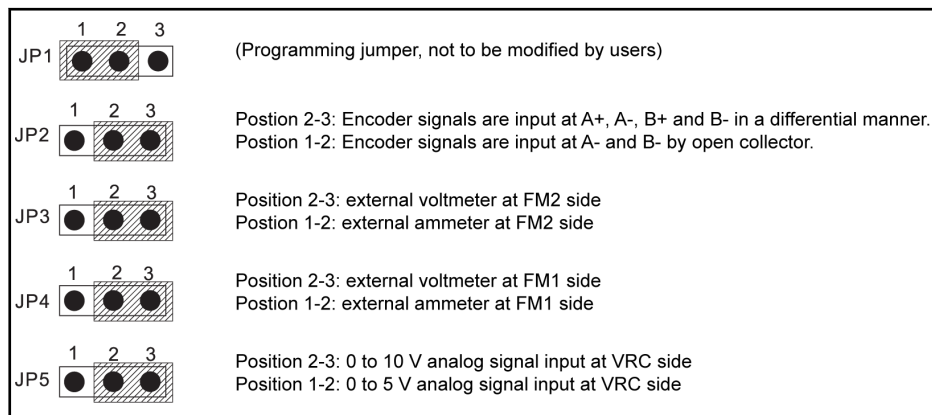 1 2 3
JP1 (Programming jumper, not to be modified by users)
1 2 3
JP2 Postion 2-3: Encoder signals are input at A+, A-, B+ and B- in a differential manner.
Postion 1-2: Encoder signals are input at A- and B- by open collector.
1 2 3
JP3 Position 2-3: external voltmeter at FM2 side
Position 1-2: external ammeter at FM2 side
1 2 3
JP4 Position 2-3: external voltmeter at FM1 side
Postion 1-2: external ammeter at FM1 side
1 2 3
JP5 Position 2-3: 0 to 10 V analog signal input at VRC side
Position 1-2: 0 to 5 V analog signal input at VRC side